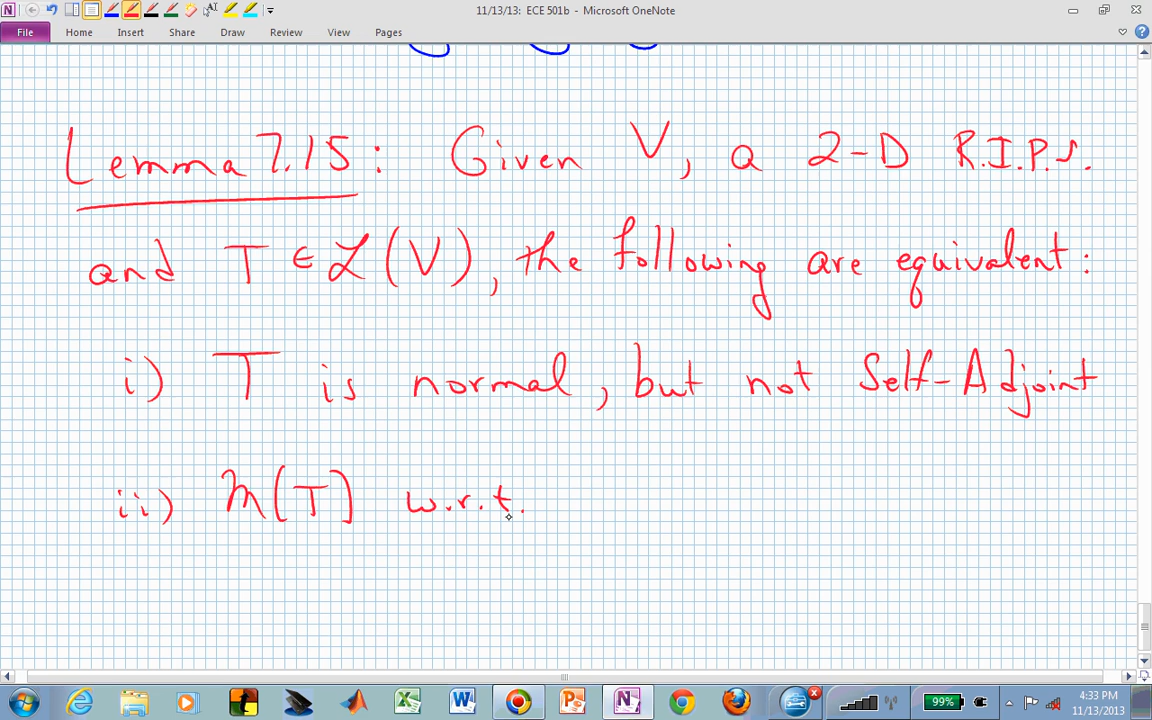 11/13/13: ECE 501b - Microsoft OneNote
File Home Insert Share Draw Review View Pages
Lemma 7.15: Given V, a 2-D R.I.P.S.
and T ∈ ℒ(V), the following are equivalent:
i) T is normal, but not Self-Adjoint
ii) M(T) w.r.t.
99%
4:33 PM
11/13/2013